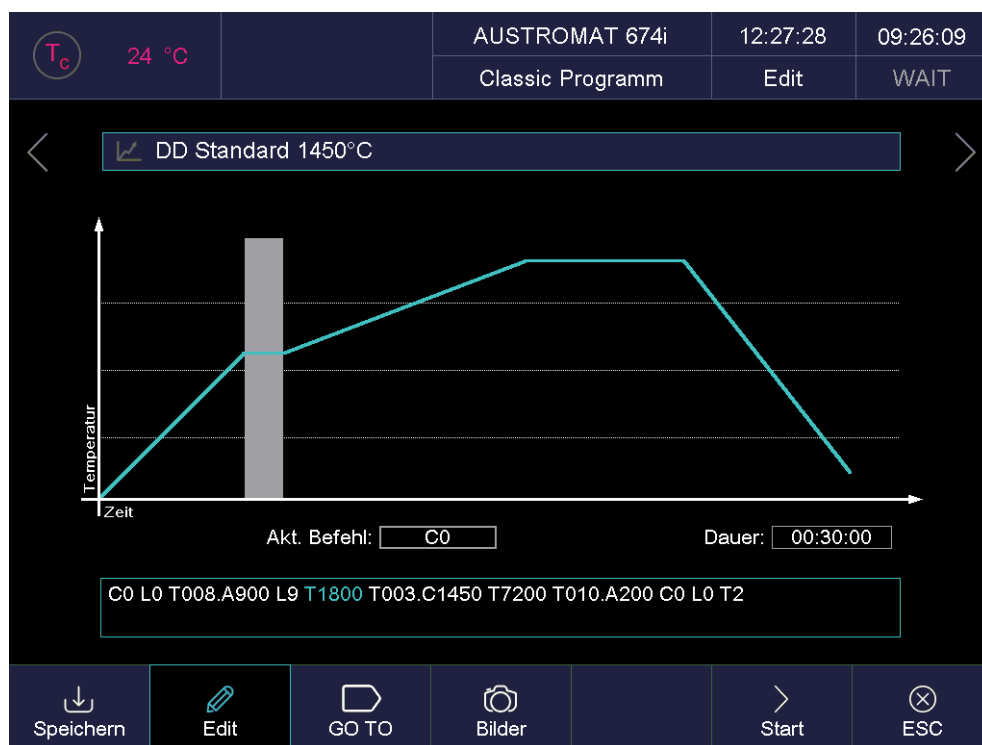 Tc 24 °C AUSTROMAT 674i 12:27:28 09:26:09
Classic Programm Edit WAIT
DD Standard 1450°C
Temperatur
Zeit
Akt. Befehl: C0 Dauer: 00:30:00
C0 L0 T008.A900 L9 T1800 T003.C1450 T7200 T010.A200 C0 L0 T2
Speichern Edit GO TO Bilder Start ESC